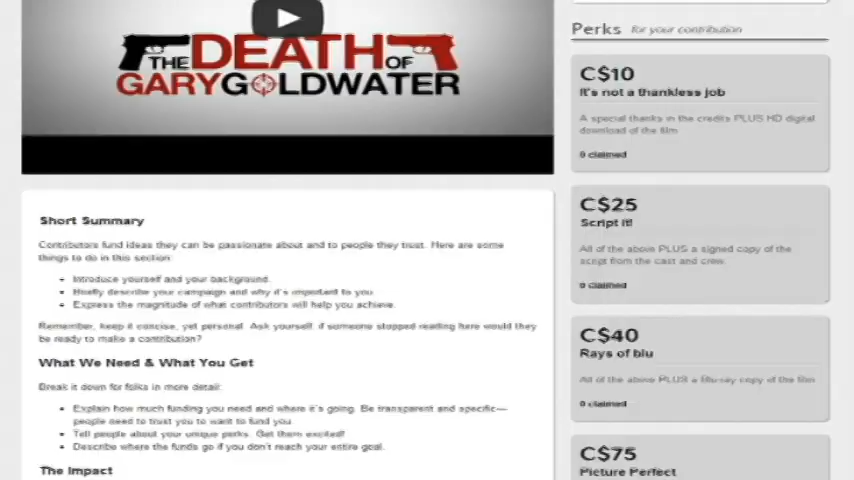 THE DEATH OF
GARY GOLDWATER
Short Summary
Contributors fund ideas they can be passionate about and to people they trust. Here are some
things to do in this section:
Introduce yourself and your background.
Briefly describe your campaign and why it's important to you.
Express the magnitude of what contributors will help you achieve.
Remember, keep it concise, yet personal. Ask yourself: if someone stopped reading here would they
be ready to make a contribution?
What We Need & What You Get
Break it down for folks in more detail:
Explain how much funding you need and where it's going. Be transparent and specific—
people need to trust you to want to fund you.
Tell people about your unique perks. Get them excited!
Describe where the funds go if you don't reach your entire goal.
The Impact
Perks for your contribution
C$10
It's not a thankless job
A special thanks in the credits PLUS HD digital
download of the film
0 claimed
C$25
Script it!
All of the above PLUS a signed copy of the
script from the cast and crew
0 claimed
C$40
Rays of blu
All of the above PLUS a Blu-ray copy of the film
0 claimed
C$75
Picture Perfect